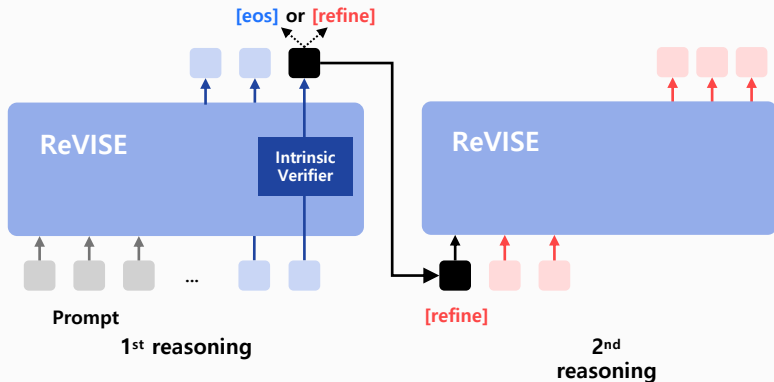 [eos] or [refine]
ReVISE
Intrinsic
Verifier
ReVISE
...
Prompt
[refine]
1st reasoning
2nd
reasoning